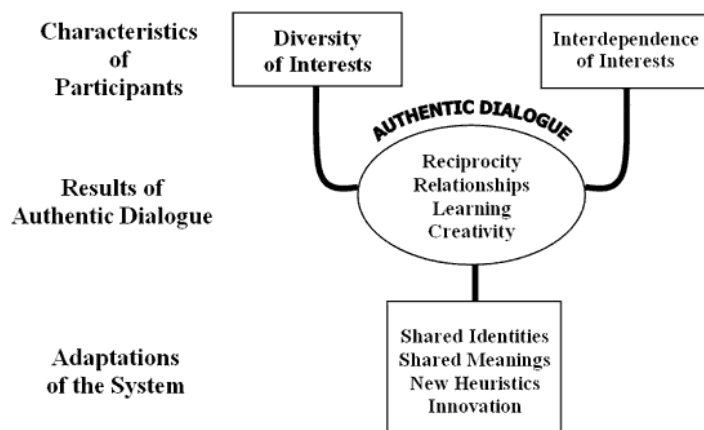 Characteristics
of
Participants
Diversity
of Interests
Interdependence
of Interests
AUTHENTIC DIALOGUE
Results of
Authentic Dialogue
Reciprocity
Relationships
Learning
Creativity
Adaptations
of the System
Shared Identities
Shared Meanings
New Heuristics
Innovation